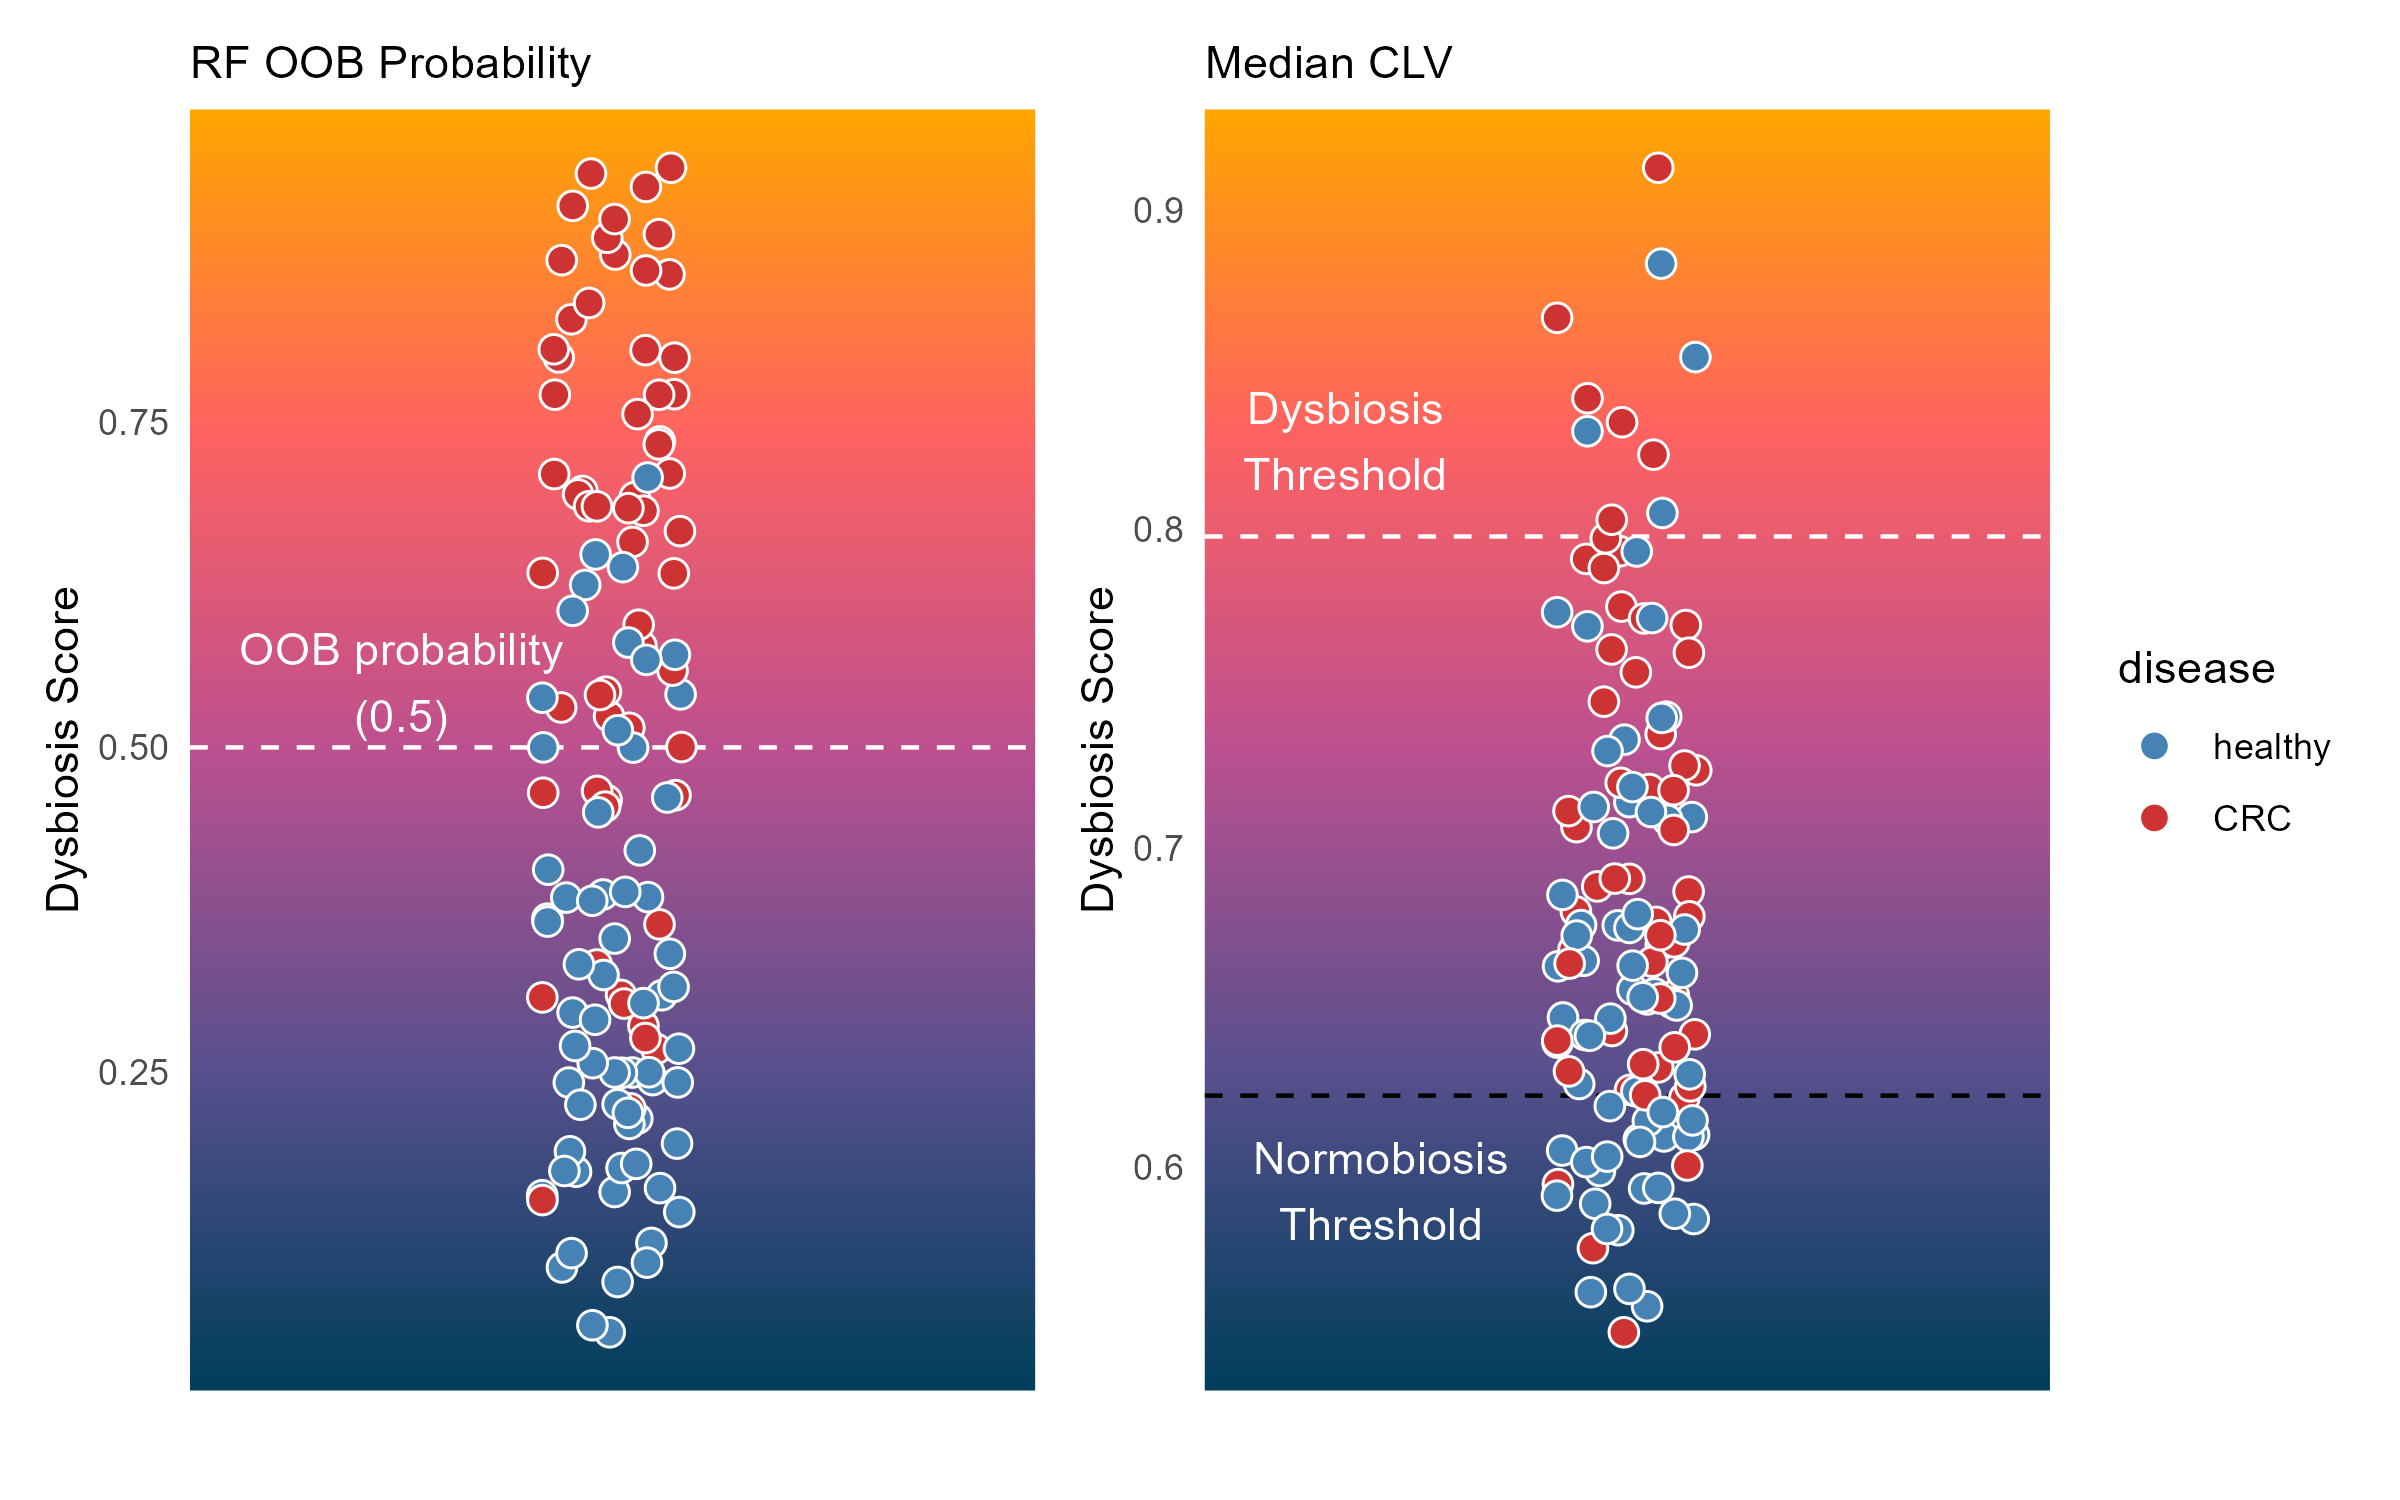 RF OOB Probability
Dysbiosis Score
0.75
0.50
0.25
OOB probability
(0.5)
Median CLV
Dysbiosis Score
0.9
0.8
0.7
0.6
Dysbiosis
Threshold
Normobiosis
Threshold
disease
healthy
CRC